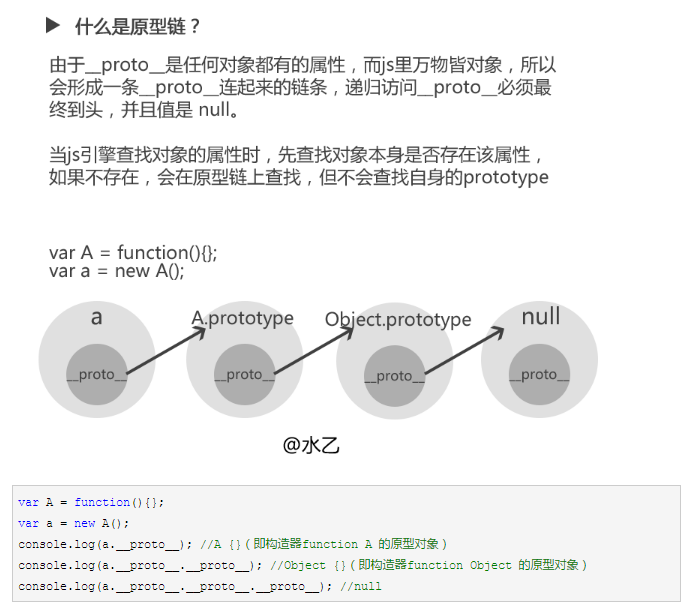 ▶ 什么是原型链？
由于__proto__是任何对象都有的属性，而js里万物皆对象，所以
会形成一条__proto__连起来的链条，递归访问__proto__必须最
终到头，并且值是 null。
当js引擎查找对象的属性时，先查找对象本身是否存在该属性，
如果不存在，会在原型链上查找，但不会查找自身的prototype
var A = function(){};
var a = new A();
a
A.prototype
Object.prototype
null
__proto__
__proto__
__proto__
__proto__
@水乙
var A = function(){};
var a = new A();
console.log(a.__proto__); //A {}（即构造器function A 的原型对象）
console.log(a.__proto__.__proto__); //Object {}（即构造器function Object 的原型对象）
console.log(a.__proto__.__proto__.__proto__); //null